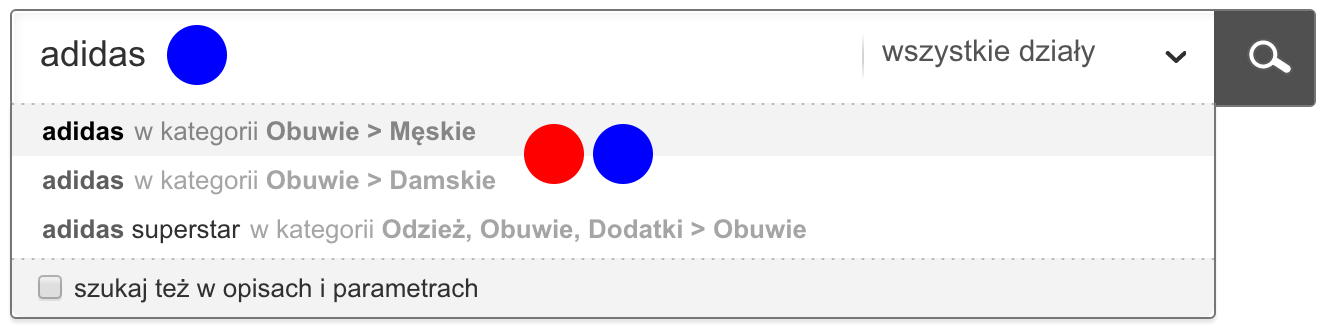 adidas wszystkie działy
adidas w kategorii Obuwie > Męskie
adidas w kategorii Obuwie > Damskie
adidas superstar w kategorii Odzież, Obuwie, Dodatki > Obuwie
szukaj też w opisach i parametrach